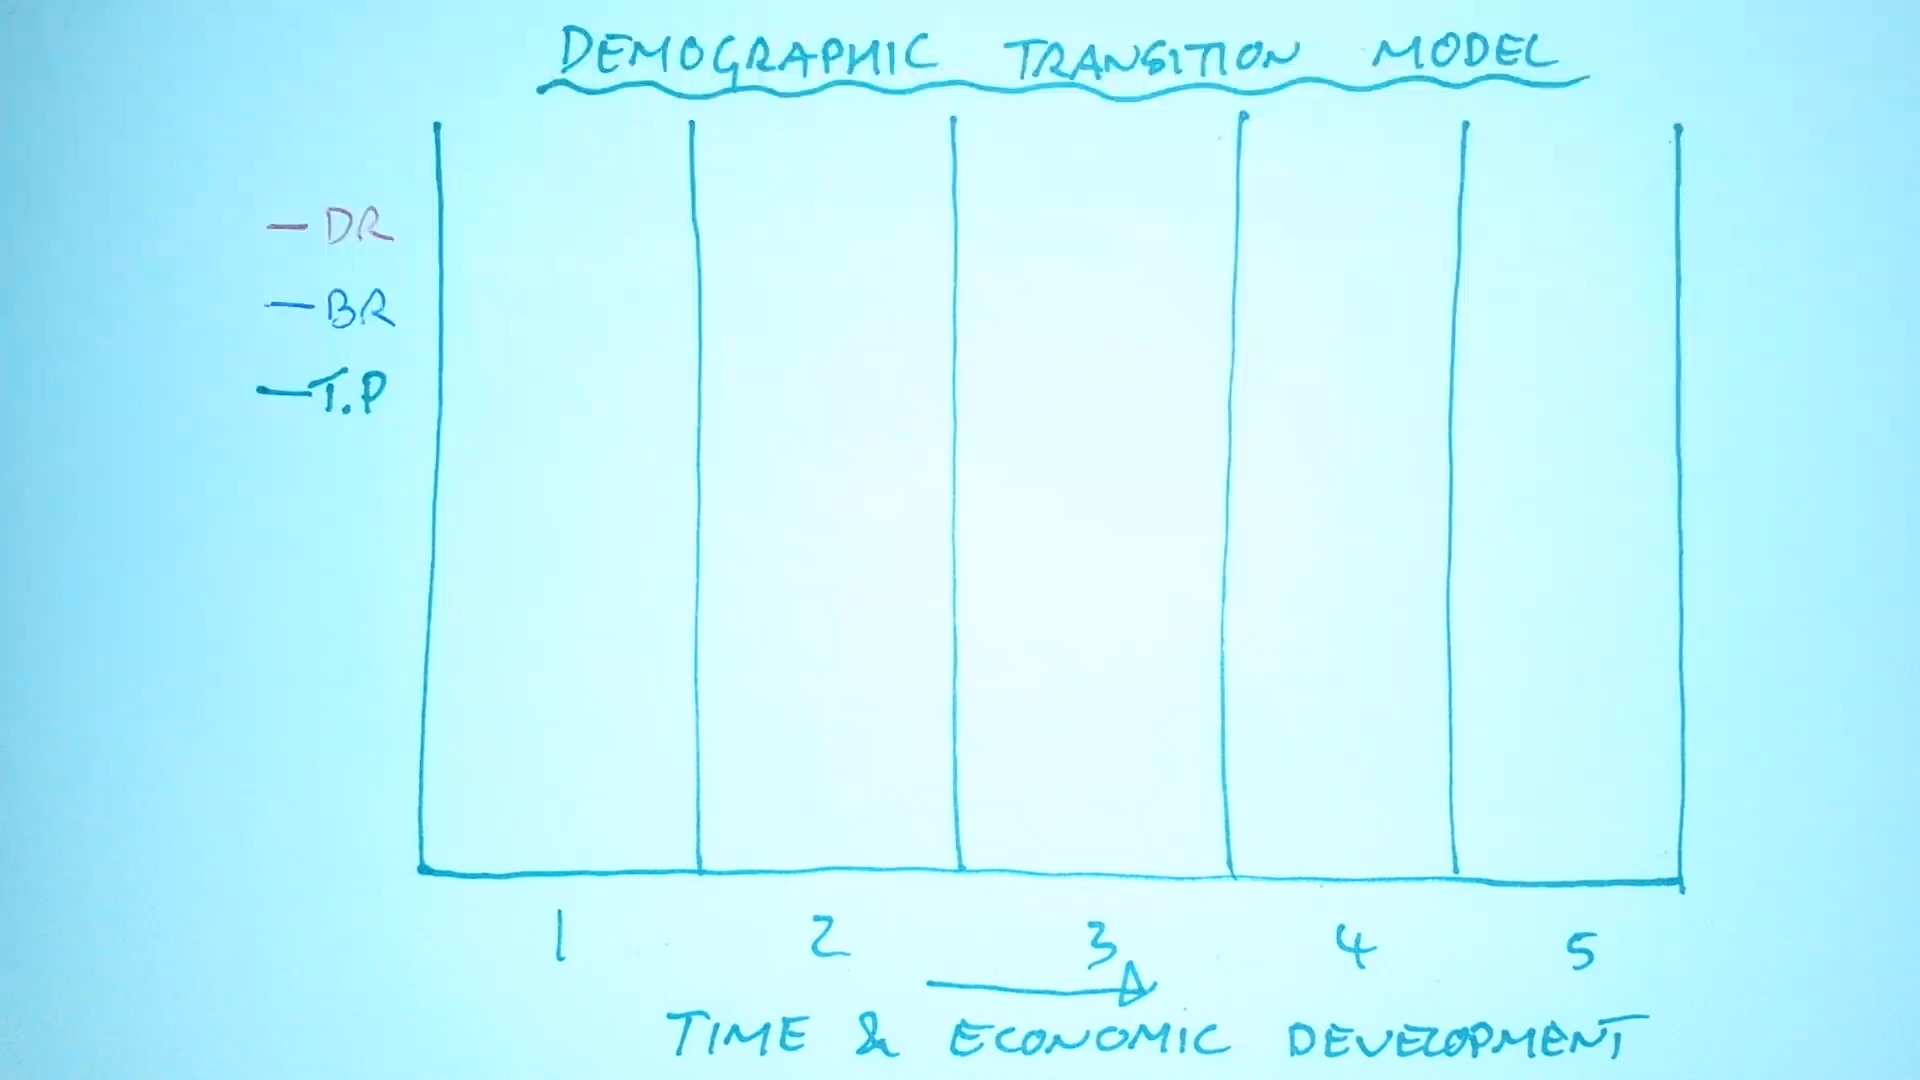 DEMOGRAPHIC TRANSITION MODEL
DR
BR
T.P
1 2 3 4 5
TIME & ECONOMIC DEVELOPMENT